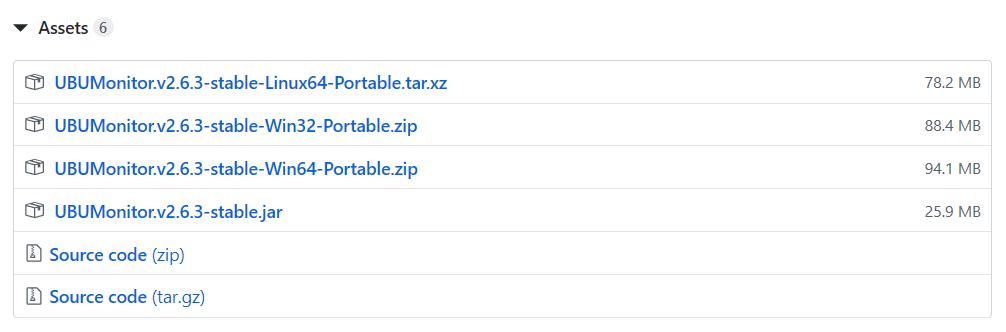 Assets 6
UBUMonitor.v2.6.3-stable-Linux64-Portable.tar.xz 78.2 MB
UBUMonitor.v2.6.3-stable-Win32-Portable.zip 88.4 MB
UBUMonitor.v2.6.3-stable-Win64-Portable.zip 94.1 MB
UBUMonitor.v2.6.3-stable.jar 25.9 MB
Source code (zip)
Source code (tar.gz)